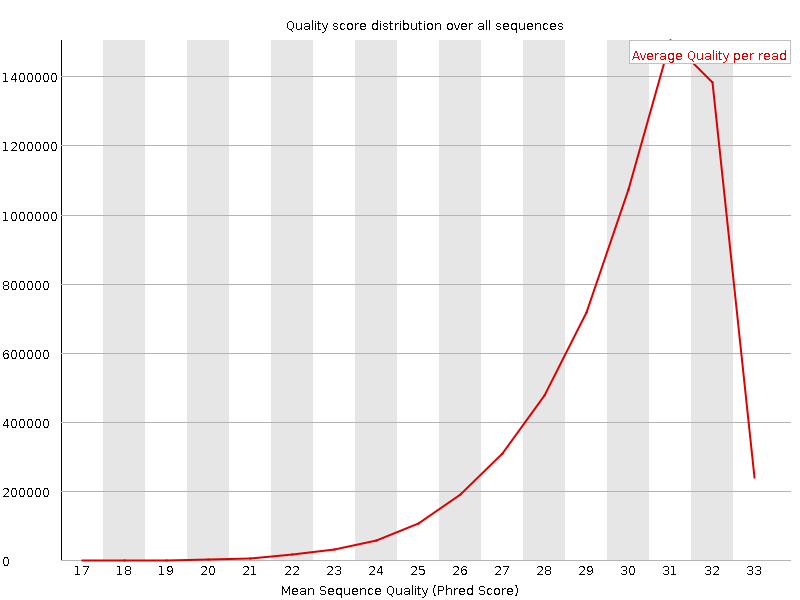 Quality score distribution over all sequences
Average Quality per read
1400000
1200000
1000000
800000
600000
400000
200000
0
17 18 19 20 21 22 23 24 25 26 27 28 29 30 31 32 33
Mean Sequence Quality (Phred Score)